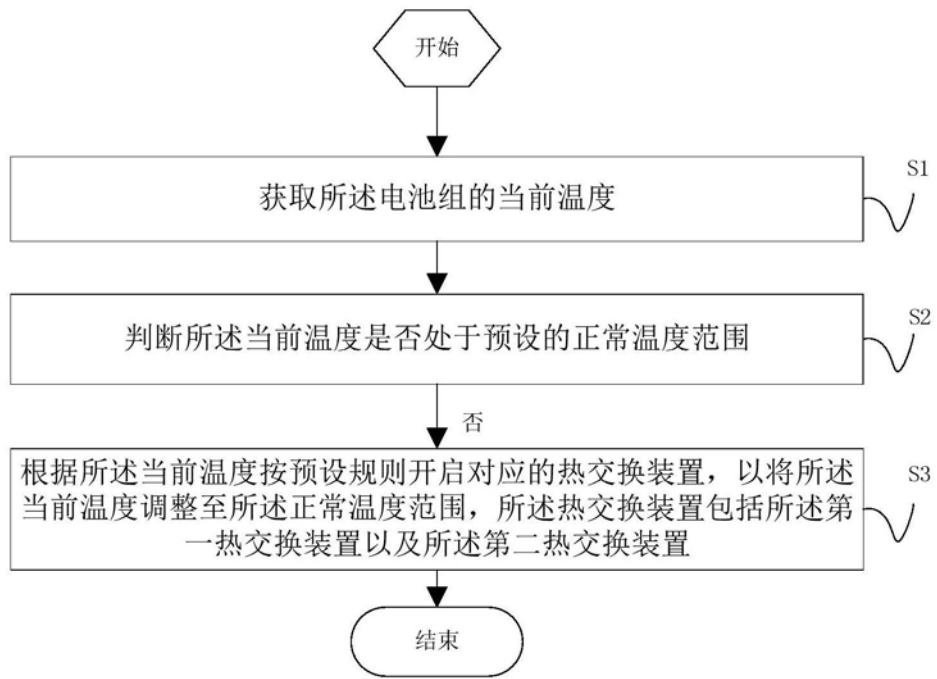 开始
S1
获取所述电池组的当前温度
S2
判断所述当前温度是否处于预设的正常温度范围
否
S3
根据所述当前温度按预设规则开启对应的热交换装置，以将所述
当前温度调整至所述正常温度范围，所述热交换装置包括所述第
一热交换装置以及所述第二热交换装置
结束